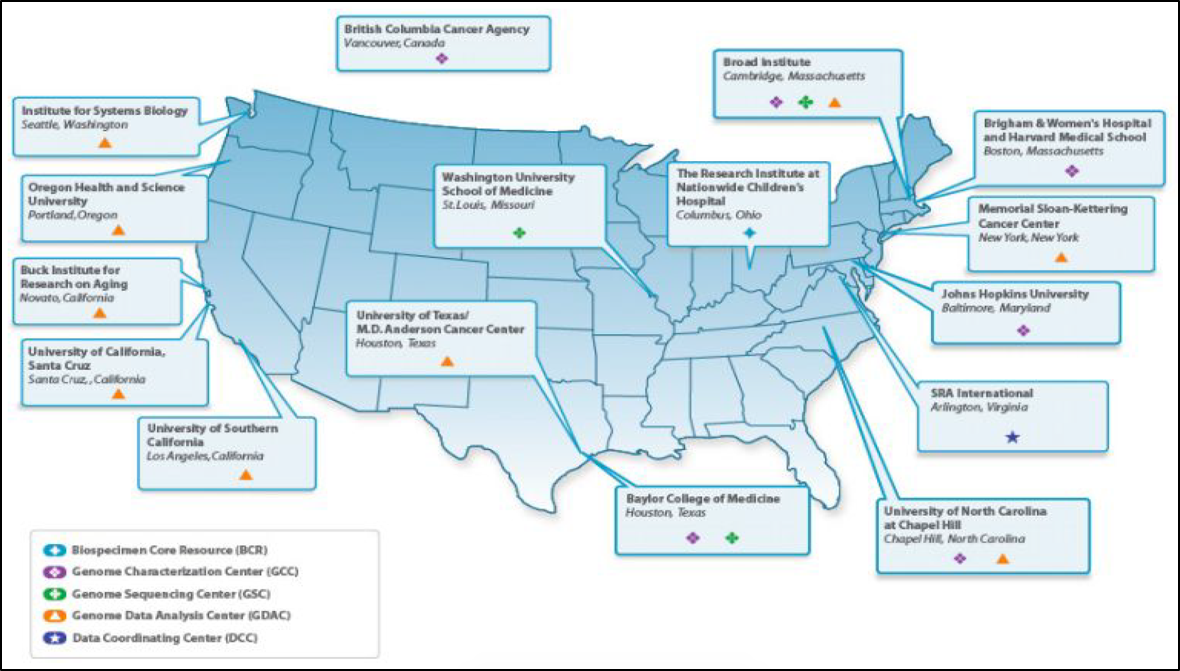 British Columbia Cancer Agency
Vancouver, Canada
Broad Institute
Cambridge, Massachusetts
Institute for Systems Biology
Seattle, Washington
Brigham & Women's Hospital
and Harvard Medical School
Boston, Massachusetts
Oregon Health and Science
University
Portland,Oregon
Washington University
School of Medicine
St.Louis, Missouri
The Research Institute at
Nationwide Children's
Hospital
Columbus, Ohio
Memorial Sloan-Kettering
Cancer Center
New York, New York
Buck Institute for
Research on Aging
Novato, California
Johns Hopkins University
Baltimore, Maryland
University of Texas/
M.D. Anderson Cancer Center
Houston, Texas
University of California,
Santa Cruz
Santa Cruz, , California
SRA International
Arlington, Virginia
University of Southern
California
Los Angeles, California
Baylor College of Medicine
Houston, Texas
University of North Carolina
at Chapel Hill
Chapel Hill, North Carolina
Biospecimen Core Resource (BCR)
Genome Characterization Center (GCC)
Genome Sequencing Center (GSC)
Genome Data Analysis Center (GDAC)
Data Coordinating Center (DCC)